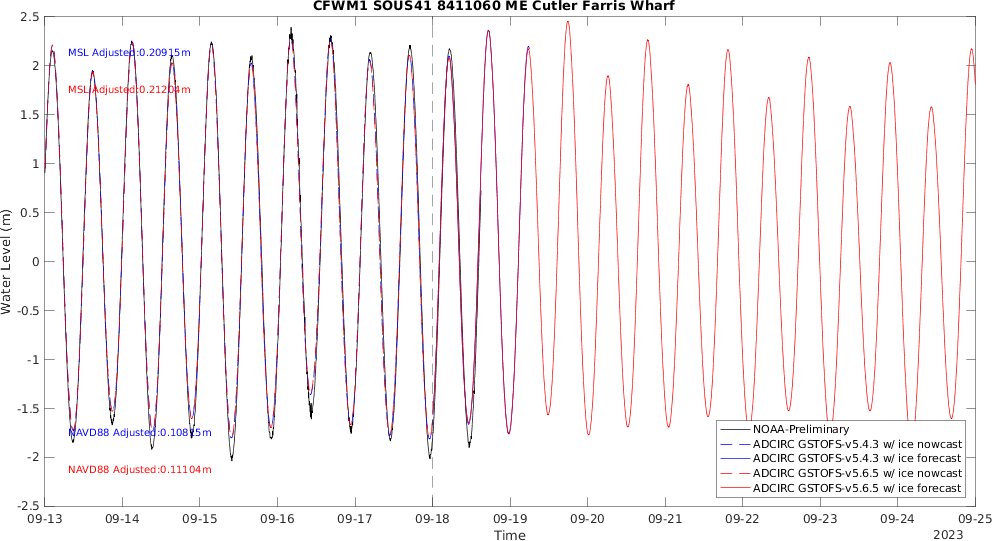 CFWM1 SOUS41 8411060 ME Cutler Farris Wharf
2.5
2
1.5
1
0.5
0
-0.5
-1
-1.5
-2
-2.5
Water Level (m)
MSL Adjusted:0.20915m
MSL Adjusted:0.21204m
NAVD88 Adjusted:0.10815m
NAVD88 Adjusted:0.11104m
NOAA-Preliminary
ADCIRC GSTOFS-v5.4.3 w/ ice nowcast
ADCIRC GSTOFS-v5.4.3 w/ ice forecast
ADCIRC GSTOFS-v5.6.5 w/ ice nowcast
ADCIRC GSTOFS-v5.6.5 w/ ice forecast
09-13 09-14 09-15 09-16 09-17 09-18 09-19 09-20 09-21 09-22 09-23 09-24 09-25
Time
2023